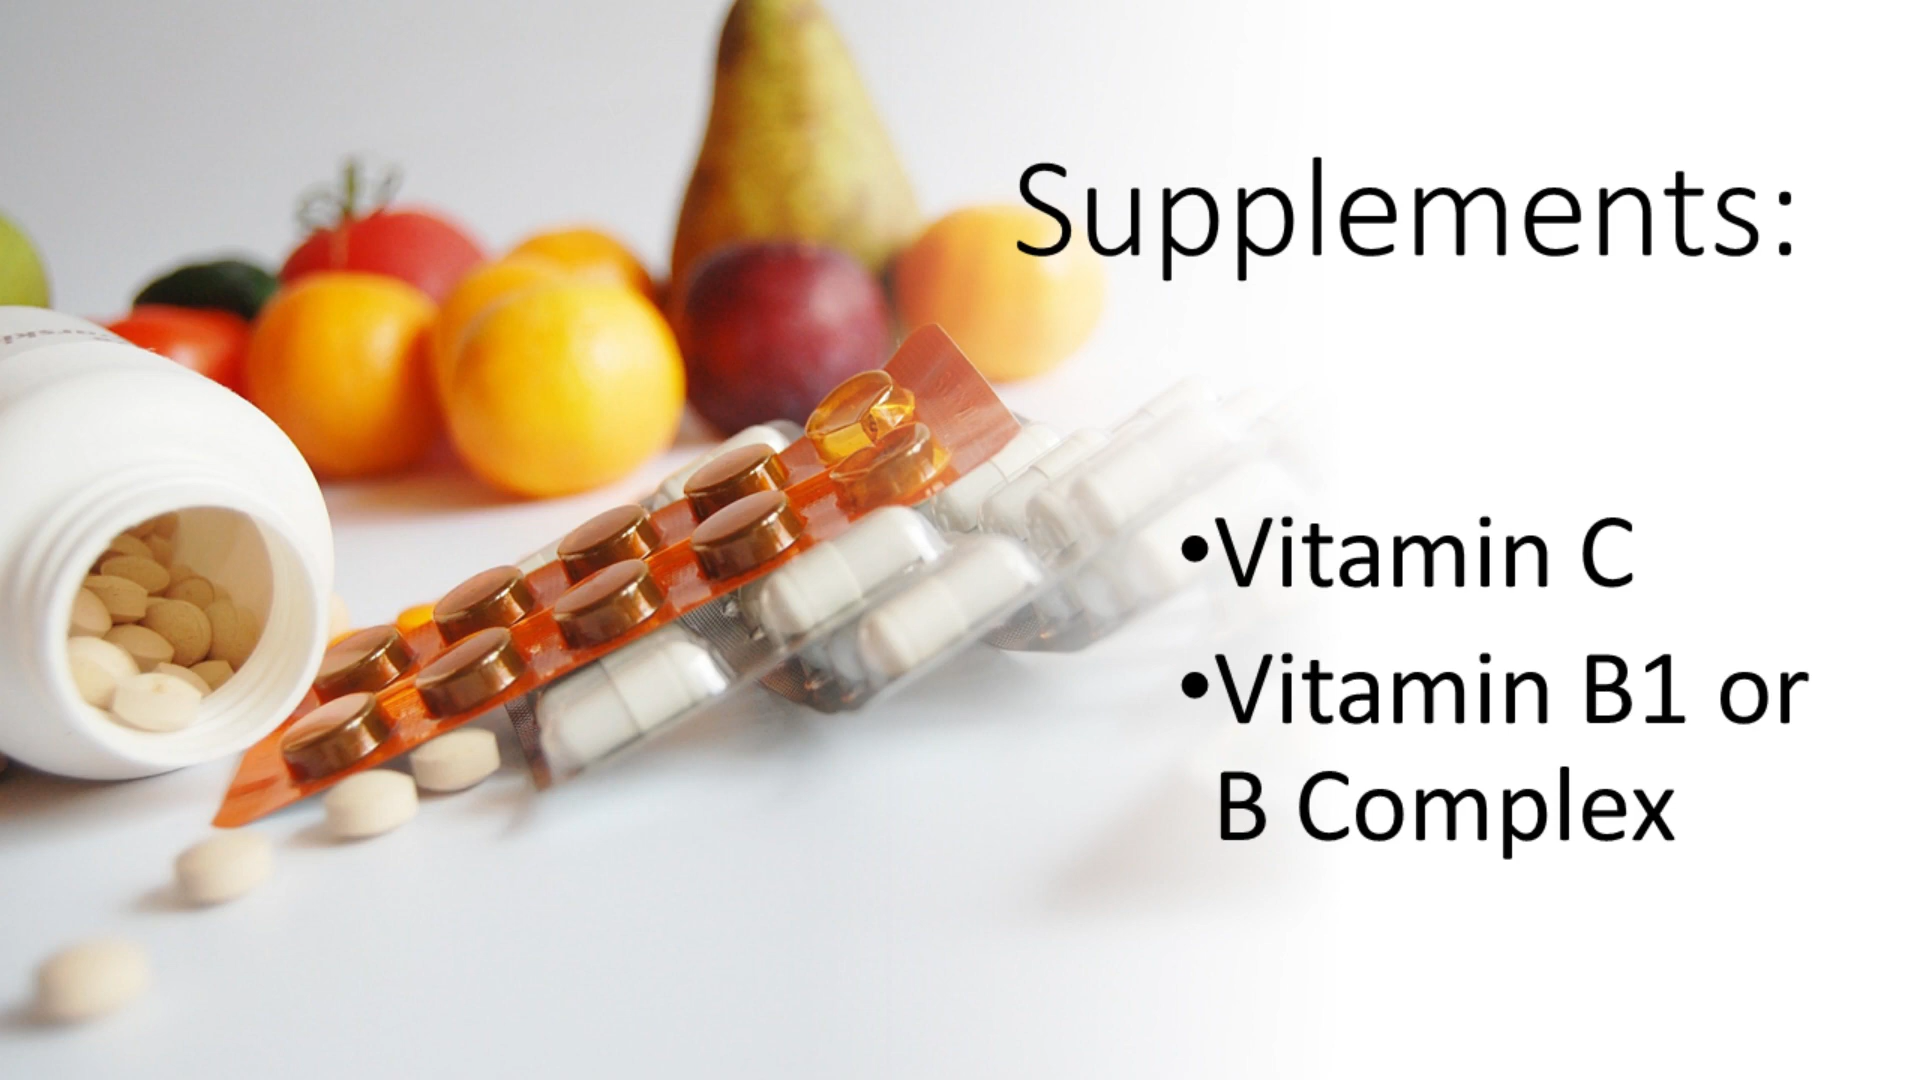 Supplements:
•Vitamin C
•Vitamin B1 or
B Complex